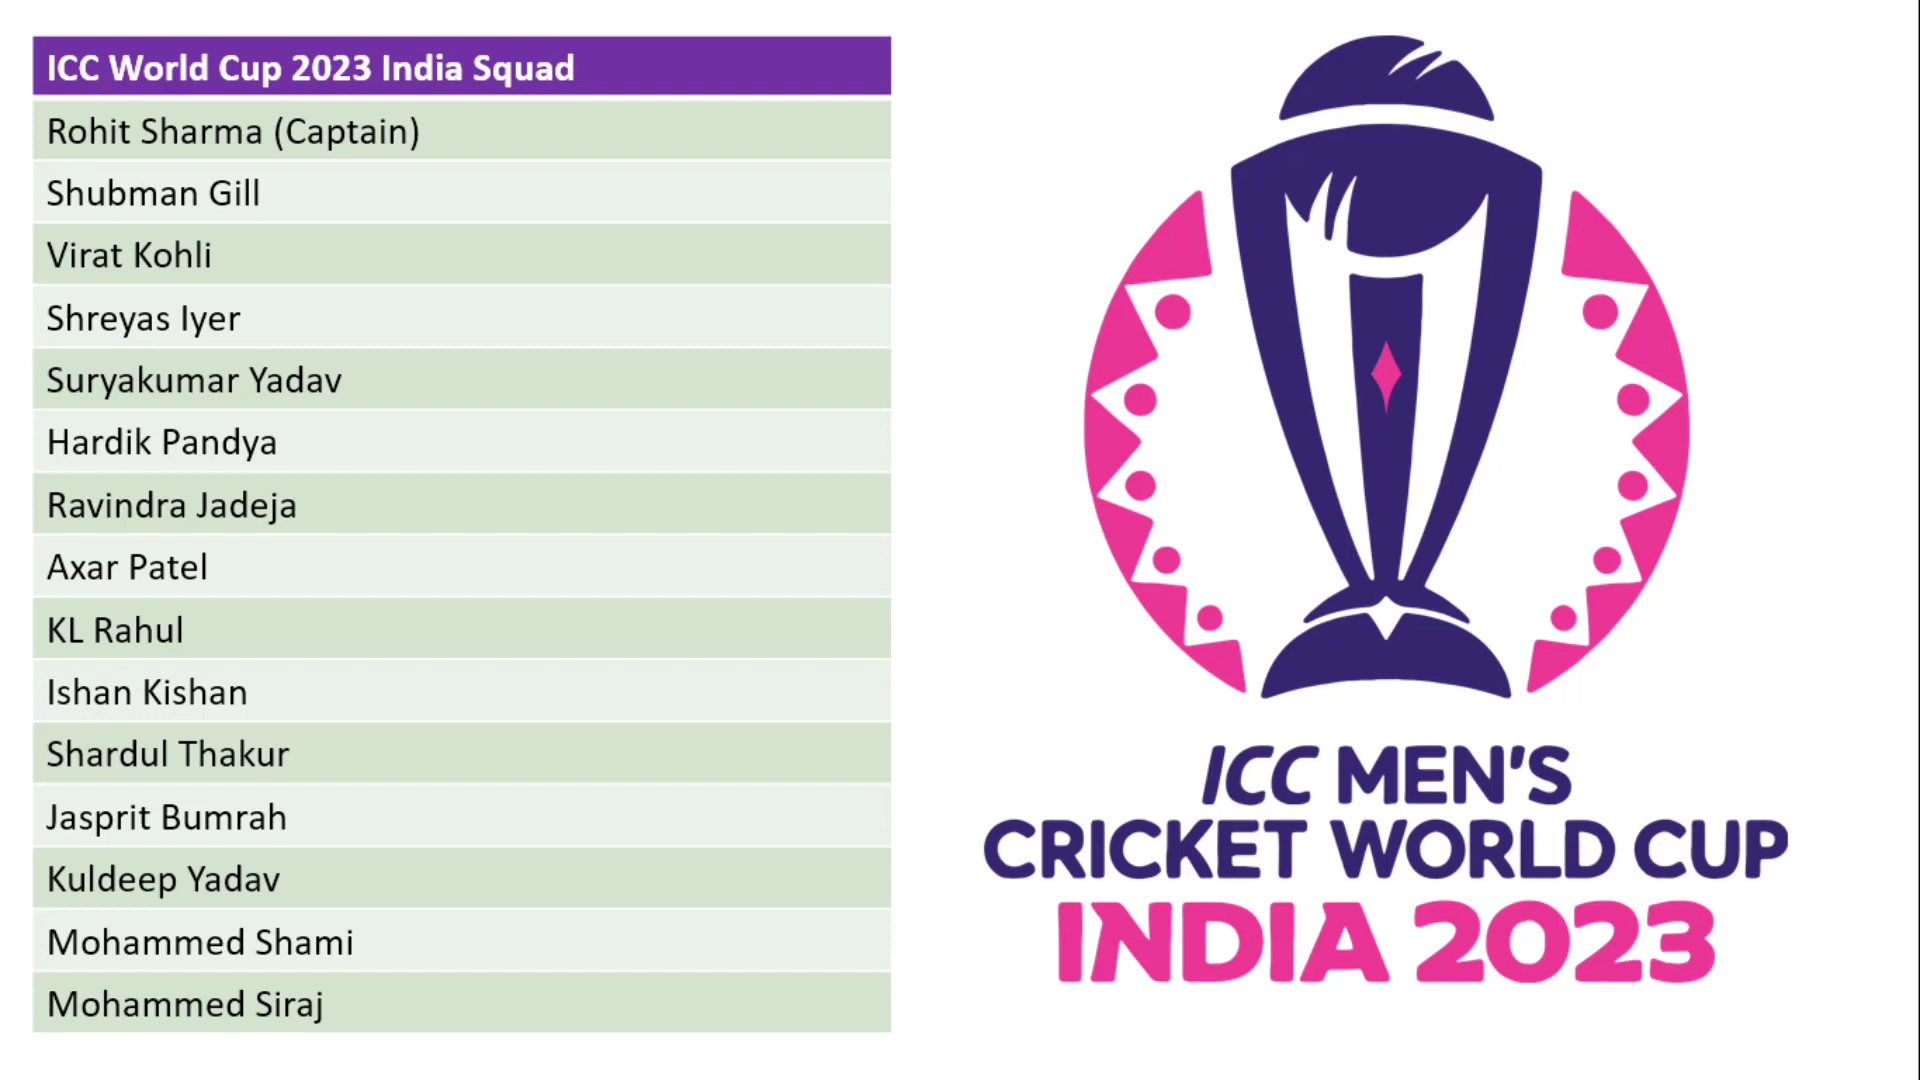 ICC World Cup 2023 India Squad
Rohit Sharma (Captain)
Shubman Gill
Virat Kohli
Shreyas Iyer
Suryakumar Yadav
Hardik Pandya
Ravindra Jadeja
Axar Patel
KL Rahul
Ishan Kishan
Shardul Thakur
Jasprit Bumrah
Kuldeep Yadav
Mohammed Shami
Mohammed Siraj
ICC MEN'S
CRICKET WORLD CUP
INDIA 2023